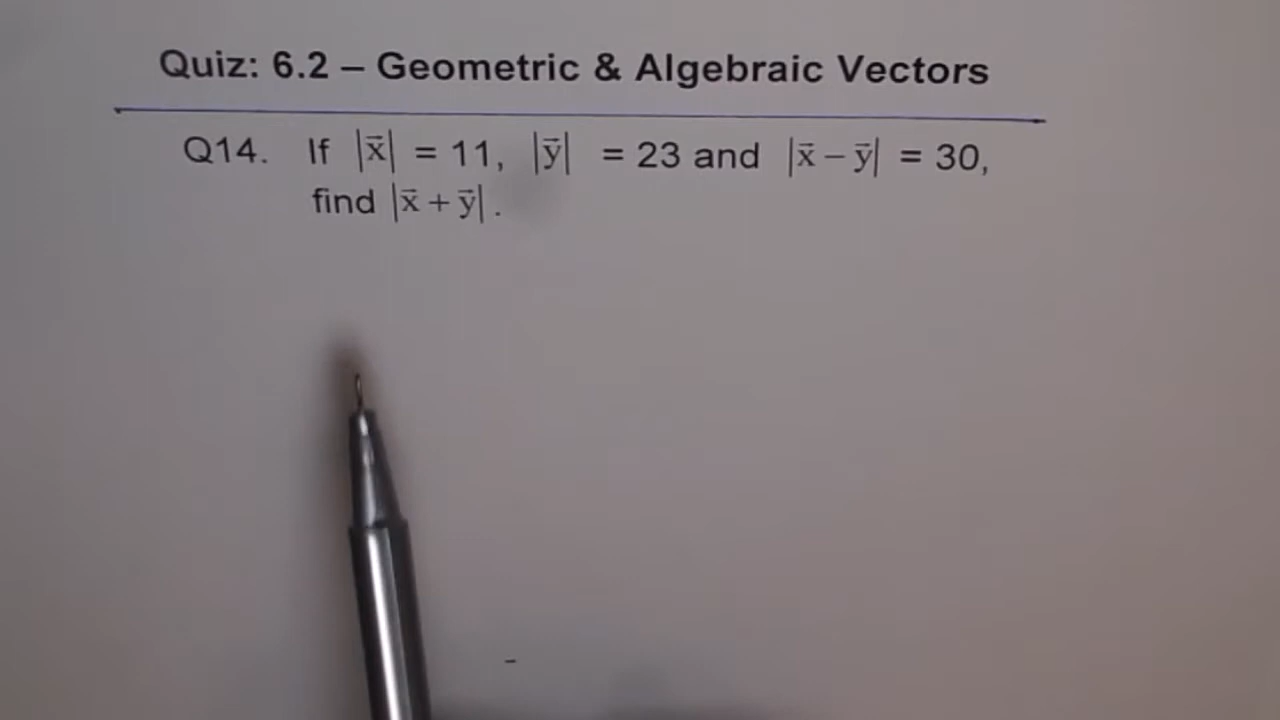 Quiz: 6.2 – Geometric & Algebraic Vectors
Q14. If |x⃗| = 11, |y⃗| = 23 and |x⃗ − y⃗| = 30,
find |x⃗ + y⃗|.